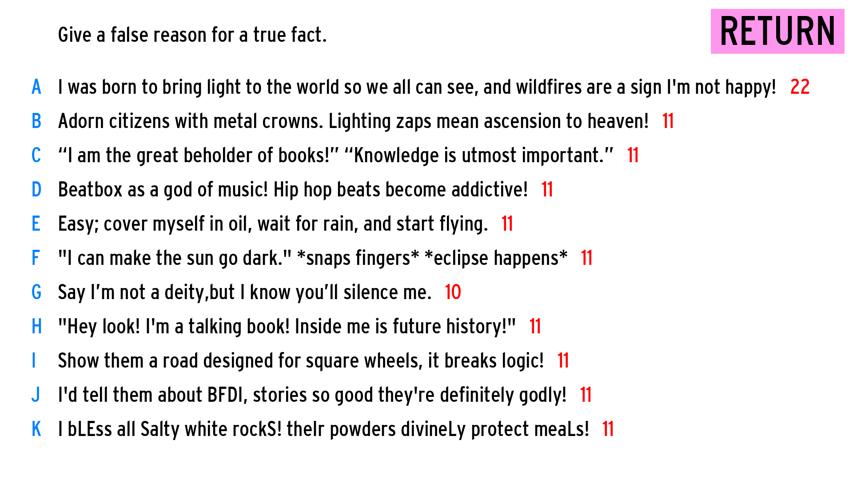 Give a false reason for a true fact.
RETURN
A I was born to bring light to the world so we all can see, and wildfires are a sign I'm not happy! 22
B Adorn citizens with metal crowns. Lighting zaps mean ascension to heaven! 11
C “I am the great beholder of books!” “Knowledge is utmost important.” 11
D Beatbox as a god of music! Hip hop beats become addictive! 11
E Easy; cover myself in oil, wait for rain, and start flying. 11
F "I can make the sun go dark." *snaps fingers* *eclipse happens* 11
G Say I’m not a deity,but I know you’ll silence me. 10
H "Hey look! I'm a talking book! Inside me is future history!" 11
I Show them a road designed for square wheels, it breaks logic! 11
J I'd tell them about BFDI, stories so good they're definitely godly! 11
K I bLEss all Salty white rockS! theIr powders divineLy protect meaLs! 11